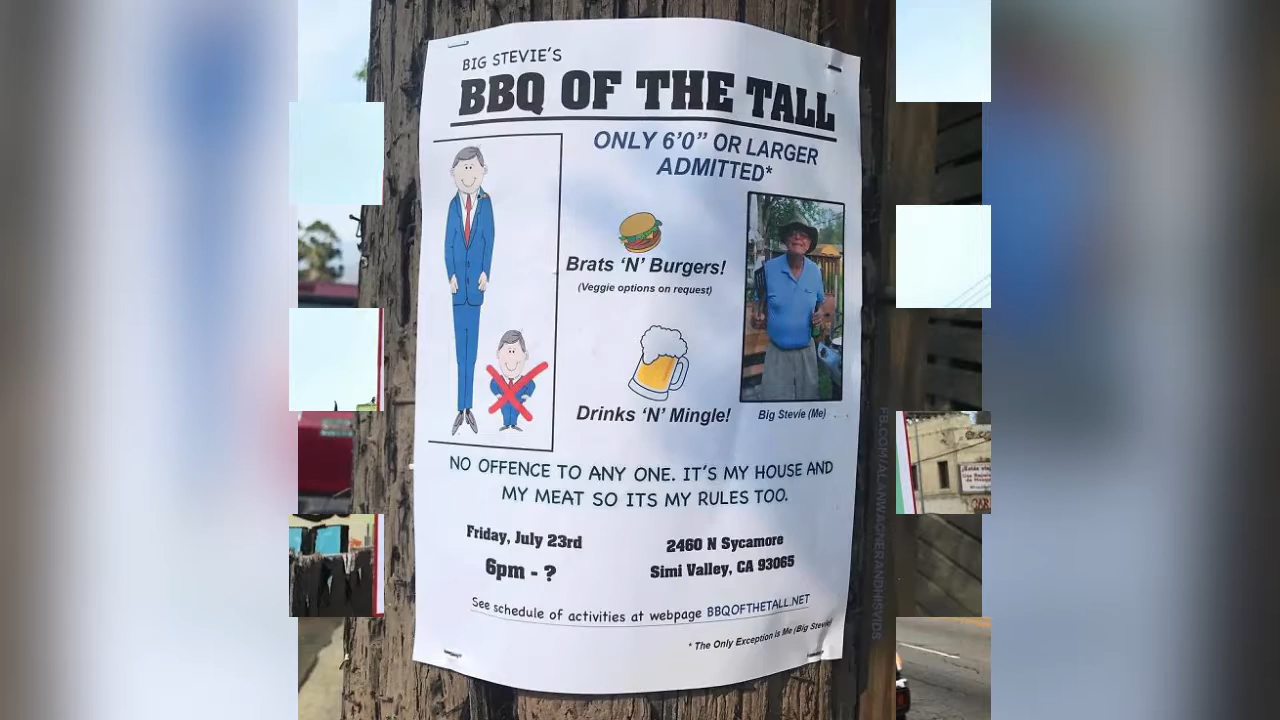 BIG STEVIE'S
BBQ OF THE TALL
ONLY 6'0" OR LARGER
ADMITTED*
Brats 'N' Burgers!
(Veggie options on request)
Drinks 'N' Mingle!
Big Stevie (Me)
NO OFFENCE TO ANY ONE. IT'S MY HOUSE AND
MY MEAT SO ITS MY RULES TOO.
Friday, July 23rd
6pm - ?
2460 N Sycamore
Simi Valley, CA 93065
See schedule of activities at webpage BBQOFTHETALL.NET
* The Only Exception is Me (Big Stevie)
FB.COM/ALANWAGNERANDHISVIDS